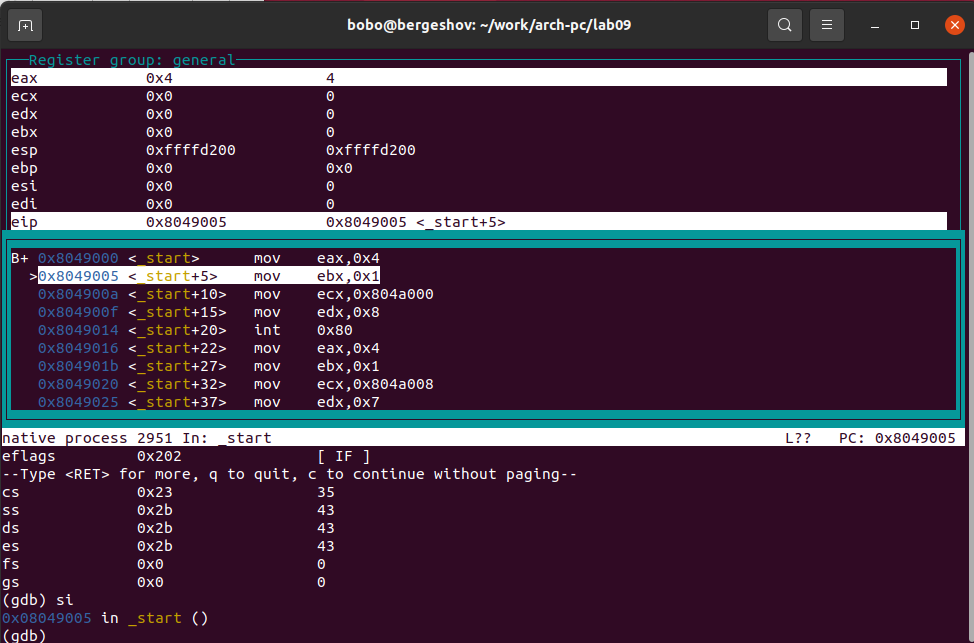 bobo@bergeshov: ~/work/arch-pc/lab09
Register group: general
eax            0x4                 4
ecx            0x0                 0
edx            0x0                 0
ebx            0x0                 0
esp            0xffffd200          0xffffd200
ebp            0x0                 0x0
esi            0x0                 0
edi            0x0                 0
eip            0x8049005           0x8049005 <_start+5>
B+ 0x8049000 <_start>      mov    eax,0x4
  >0x8049005 <_start+5>    mov    ebx,0x1
   0x804900a <_start+10>   mov    ecx,0x804a000
   0x804900f <_start+15>   mov    edx,0x8
   0x8049014 <_start+20>   int    0x80
   0x8049016 <_start+22>   mov    eax,0x4
   0x804901b <_start+27>   mov    ebx,0x1
   0x8049020 <_start+32>   mov    ecx,0x804a008
   0x8049025 <_start+37>   mov    edx,0x7
native process 2951 In: _start                                                         L??   PC: 0x8049005
eflags         0x202               [ IF ]
--Type <RET> for more, q to quit, c to continue without paging--
cs             0x23                35
ss             0x2b                43
ds             0x2b                43
es             0x2b                43
fs             0x0                 0
gs             0x0                 0
(gdb) si
0x08049005 in _start ()
(gdb)